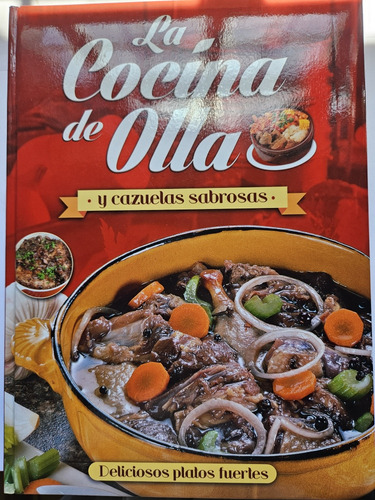 La
Cocina
de Olla
y cazuelas sabrosas
Deliciosos platos fuertes